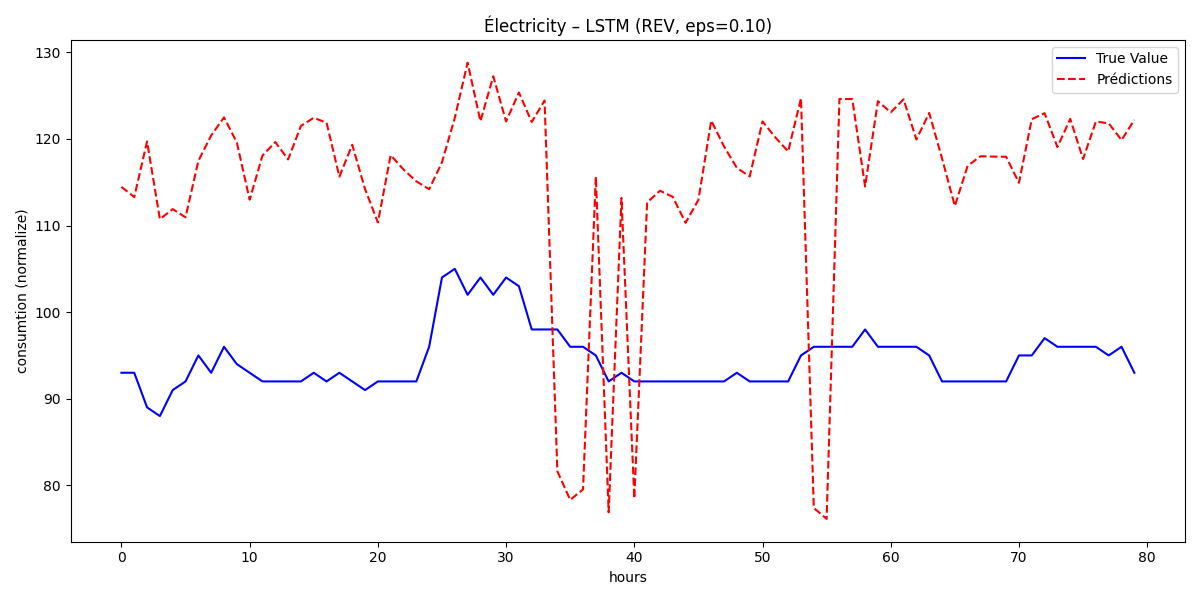 Électricity – LSTM (REV, eps=0.10)
True Value
Prédictions
consumtion (normalize)
130
120
110
100
90
80
0 10 20 30 40 50 60 70 80
hours